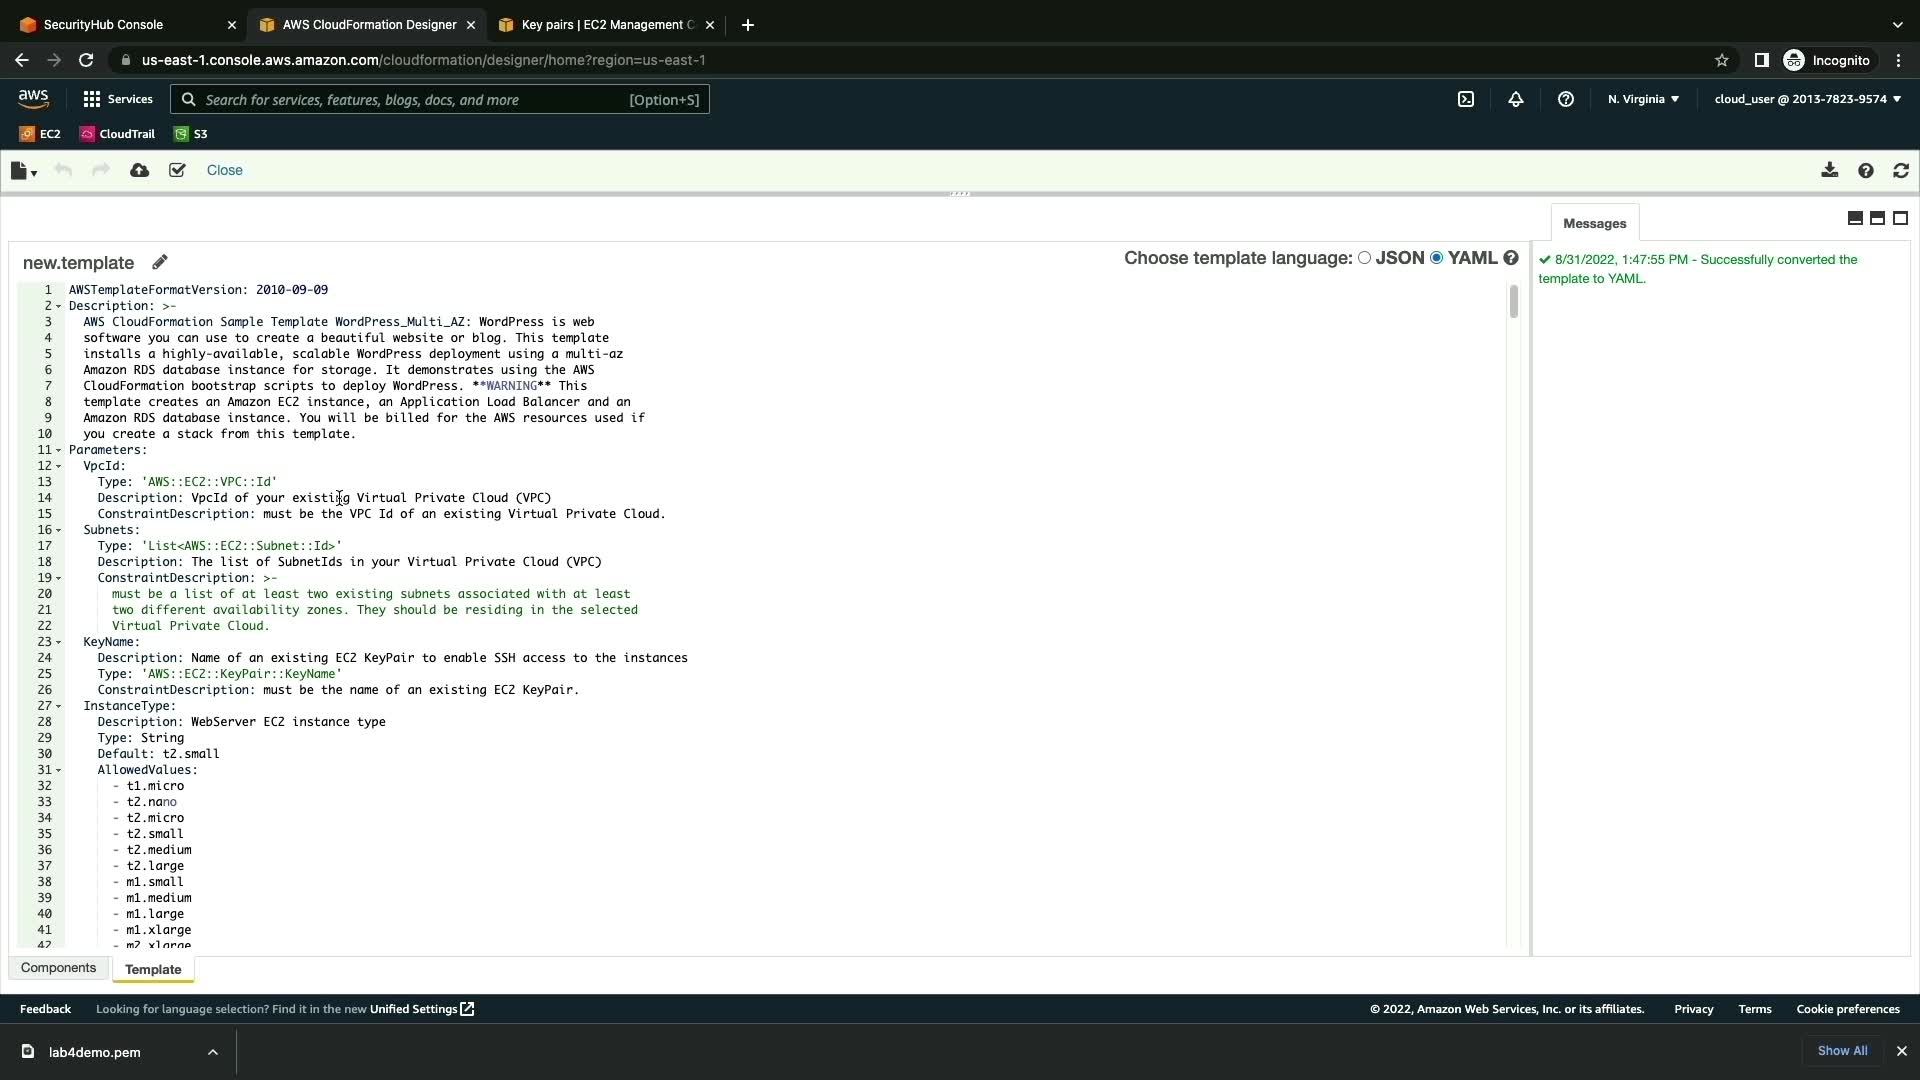 SecurityHub Console
AWS CloudFormation Designer
Key pairs | EC2 Management C
us-east-1.console.aws.amazon.com/cloudformation/designer/home?region=us-east-1
Incognito
aws
Services
Search for services, features, blogs, docs, and more [Option+S]
N. Virginia
cloud_user @ 2013-7823-9574
EC2
CloudTrail
S3
Close
Messages
new.template
Choose template language: JSON YAML
8/31/2022, 1:47:55 PM - Successfully converted the
template to YAML.
1 AWSTemplateFormatVersion: 2010-09-09
2 Description: >-
3 AWS CloudFormation Sample Template WordPress_Multi_AZ: WordPress is web
4 software you can use to create a beautiful website or blog. This template
5 installs a highly-available, scalable WordPress deployment using a multi-az
6 Amazon RDS database instance for storage. It demonstrates using the AWS
7 CloudFormation bootstrap scripts to deploy WordPress. **WARNING** This
8 template creates an Amazon EC2 instance, an Application Load Balancer and an
9 Amazon RDS database instance. You will be billed for the AWS resources used if
10 you create a stack from this template.
11 Parameters:
12 VpcId:
13 Type: 'AWS::EC2::VPC::Id'
14 Description: VpcId of your existing Virtual Private Cloud (VPC)
15 ConstraintDescription: must be the VPC Id of an existing Virtual Private Cloud.
16 Subnets:
17 Type: 'List<AWS::EC2::Subnet::Id>'
18 Description: The list of SubnetIds in your Virtual Private Cloud (VPC)
19 ConstraintDescription: >-
20 must be a list of at least two existing subnets associated with at least
21 two different availability zones. They should be residing in the selected
22 Virtual Private Cloud.
23 KeyName:
24 Description: Name of an existing EC2 KeyPair to enable SSH access to the instances
25 Type: 'AWS::EC2::KeyPair::KeyName'
26 ConstraintDescription: must be the name of an existing EC2 KeyPair.
27 InstanceType:
28 Description: WebServer EC2 instance type
29 Type: String
30 Default: t2.small
31 AllowedValues:
32 - t1.micro
33 - t2.nano
34 - t2.micro
35 - t2.small
36 - t2.medium
37 - t2.large
38 - m1.small
39 - m1.medium
40 - m1.large
41 - m1.xlarge
42 - m2.xlarge
Components
Template
Feedback
Looking for language selection? Find it in the new Unified Settings
© 2022, Amazon Web Services, Inc. or its affiliates.
Privacy
Terms
Cookie preferences
lab4demo.pem
Show All